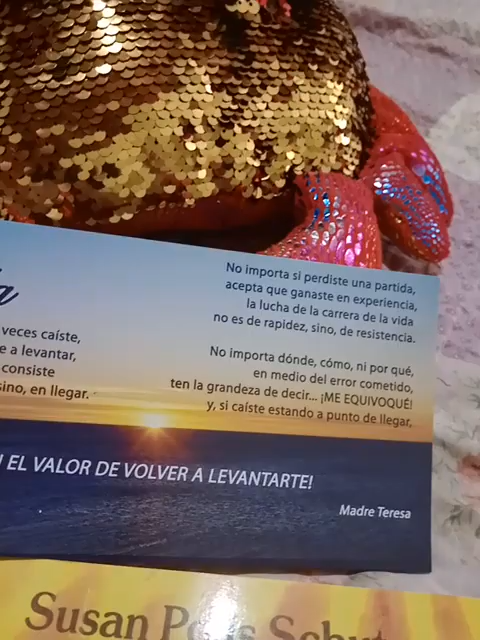 veces caíste,
e a levantar,
consiste
sino, en llegar.
No importa si perdiste una partida,
acepta que ganaste en experiencia,
la lucha de la carrera de la vida
no es de rapidez, sino, de resistencia.
No importa dónde, cómo, ni por qué,
en medio del error cometido,
ten la grandeza de decir... ¡ME EQUIVOQUÉ!
y, si caíste estando a punto de llegar,
EL VALOR DE VOLVER A LEVANTARTE!
Madre Teresa
Susan